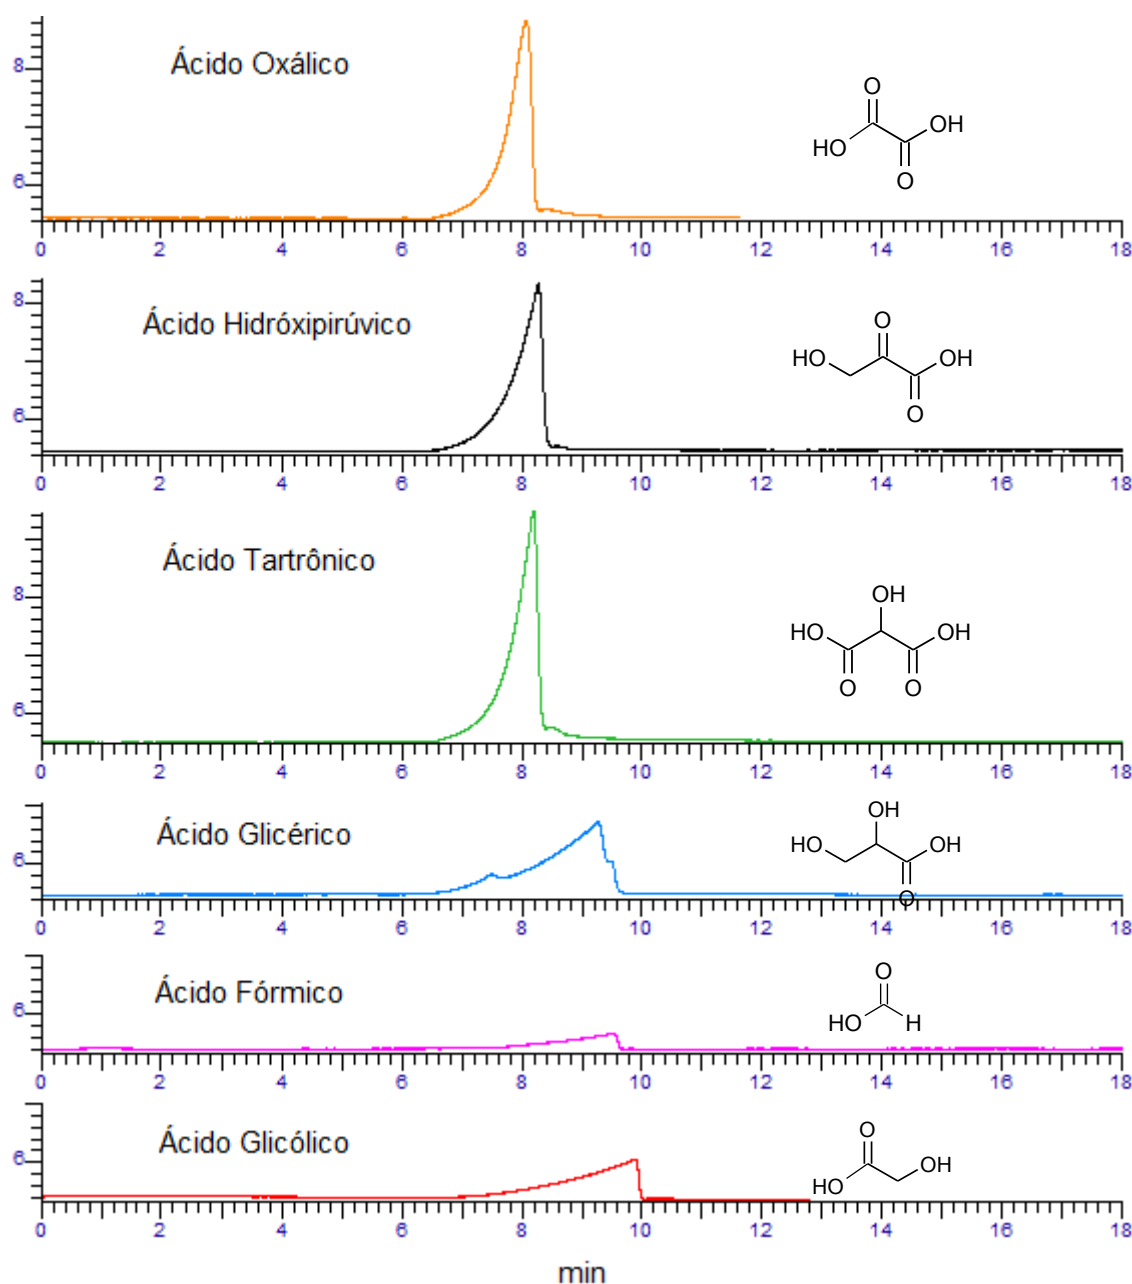 Ácido Oxálico
O
OH
HO
O
8
6
0 2 4 6 8 10 12 14 16 18
Ácido Hidróxipirúvico
O
HO
OH
O
8
6
0 2 4 6 8 10 12 14 16 18
Ácido Tartrônico
OH
HO
OH
O
O
8
6
0 2 4 6 8 10 12 14 16 18
Ácido Glicérico
OH
HO
OH
O
6
0 2 4 6 8 10 12 14 16 18
Ácido Fórmico
O
HO
H
6
0 2 4 6 8 10 12 14 16 18
Ácido Glicólico
O
OH
HO
6
0 2 4 6 8 10 12 14 16 18
min